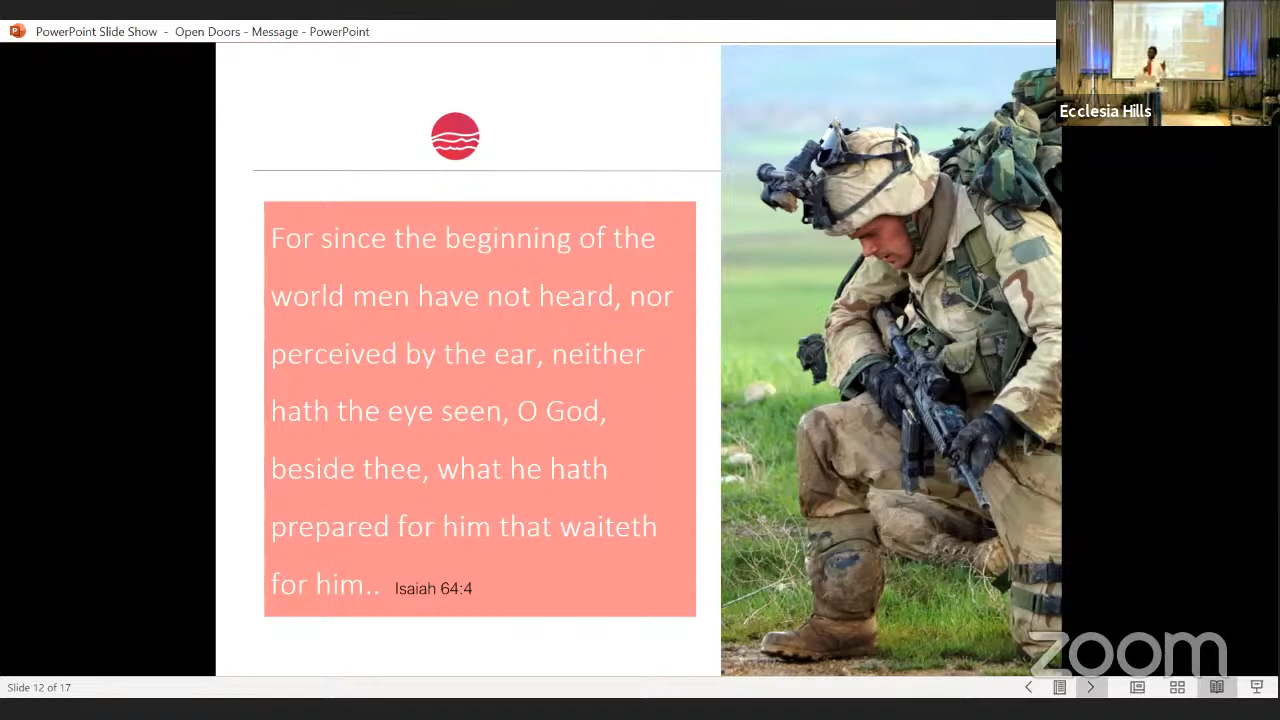 PowerPoint Slide Show - Open Doors - Message - PowerPoint
Ecclesia Hills
For since the beginning of the
world men have not heard, nor
perceived by the ear, neither
hath the eye seen, O God,
beside thee, what he hath
prepared for him that waiteth
for him.. Isaiah 64:4
zoom
Slide 12 of 17